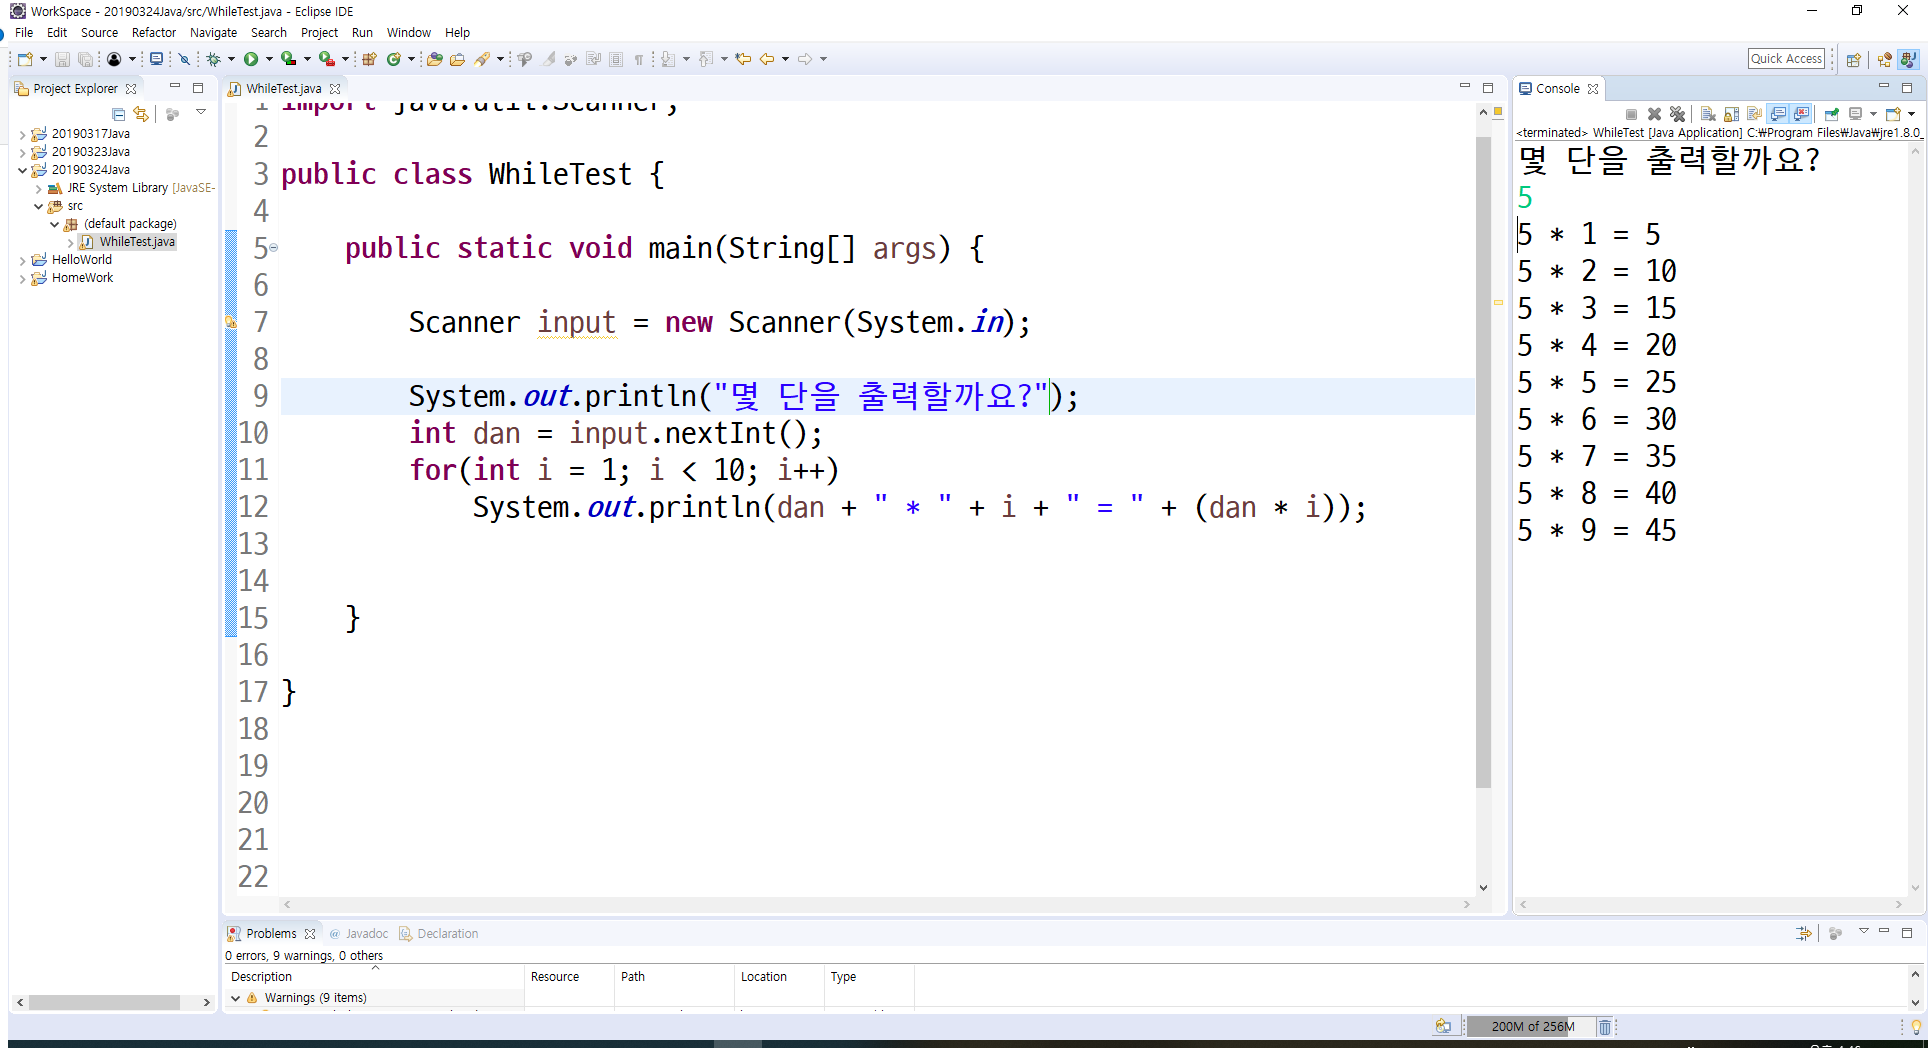 WorkSpace - 20190324Java/src/WhileTest.java - Eclipse IDE
File Edit Source Refactor Navigate Search Project Run Window Help
Quick Access
Project Explorer
20190317Java
20190323Java
20190324Java
JRE System Library [JavaSE-
src
(default package)
WhileTest.java
HelloWorld
HomeWork
WhileTest.java
1 import java.util.Scanner;
2
3 public class WhileTest {
4
5 public static void main(String[] args) {
6
7 Scanner input = new Scanner(System.in);
8
9 System.out.println("몇 단을 출력할까요?");
10 int dan = input.nextInt();
11 for(int i = 1; i < 10; i++)
12 System.out.println(dan + " * " + i + " = " + (dan * i));
13
14
15 }
16
17 }
18
19
20
21
22
Console
<terminated> WhileTest [Java Application] C:₩Program Files₩Java₩jre1.8.0_
몇 단을 출력할까요?
5
5 * 1 = 5
5 * 2 = 10
5 * 3 = 15
5 * 4 = 20
5 * 5 = 25
5 * 6 = 30
5 * 7 = 35
5 * 8 = 40
5 * 9 = 45
Problems @ Javadoc Declaration
0 errors, 9 warnings, 0 others
Description Resource Path Location Type
Warnings (9 items)
200M of 256M